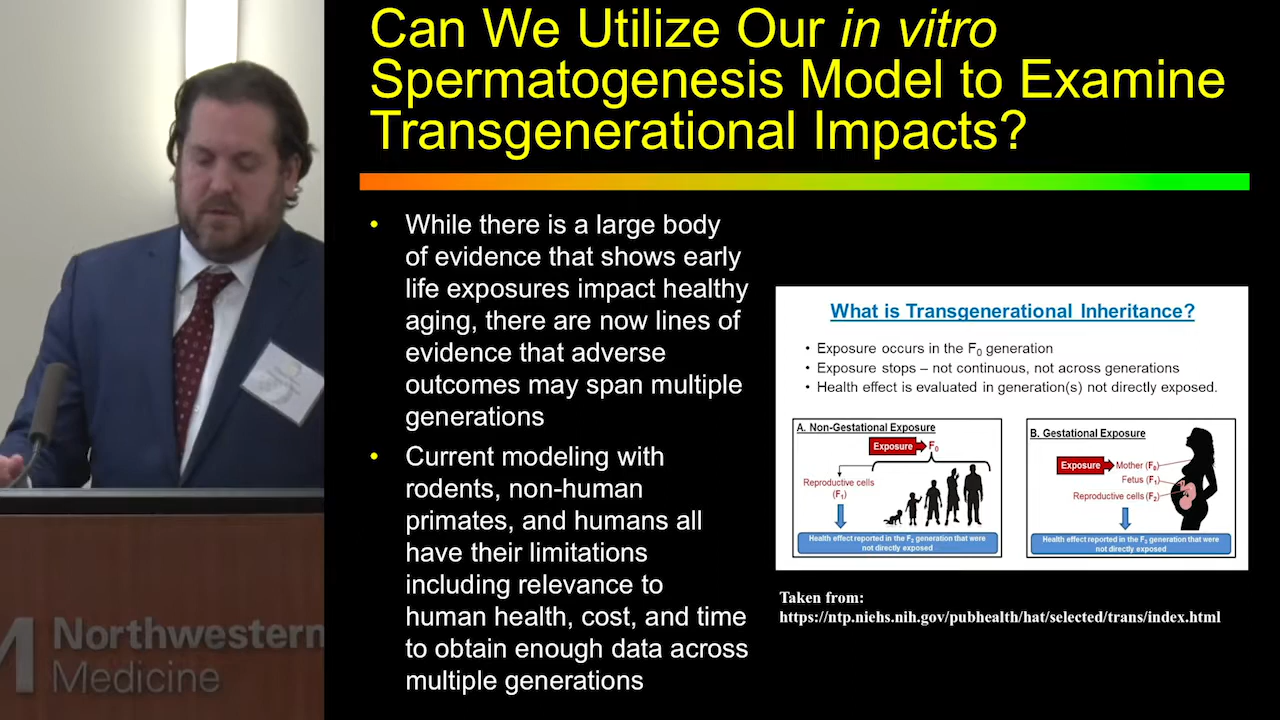 Can We Utilize Our in vitro
Spermatogenesis Model to Examine
Transgenerational Impacts?
• While there is a large body
of evidence that shows early
life exposures impact healthy
aging, there are now lines of
evidence that adverse
outcomes may span multiple
generations
• Current modeling with
rodents, non-human
primates, and humans all
have their limitations
including relevance to
human health, cost, and time
to obtain enough data across
multiple generations
What is Transgenerational Inheritance?
• Exposure occurs in the F0 generation
• Exposure stops – not continuous, not across generations
• Health effect is evaluated in generation(s) not directly exposed.
A. Non-Gestational Exposure
Exposure
F0
Reproductive cells
(F1)
Health effect reported in the F2 generation that were
not directly exposed
B. Gestational Exposure
Exposure
Mother (F0)
Fetus (F1)
Reproductive cells (F2)
Health effect reported in the F3 generation that were
not directly exposed
Taken from:
https://ntp.niehs.nih.gov/pubhealth/hat/selected/trans/index.html
M Northwestern
Medicine